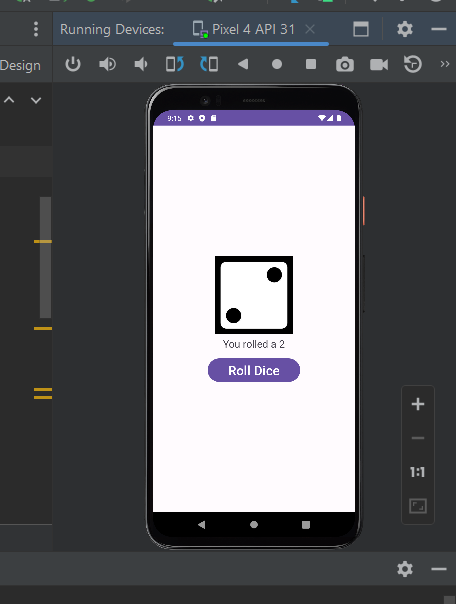 Running Devices: Pixel 4 API 31
Design
9:15
You rolled a 2
Roll Dice
1:1